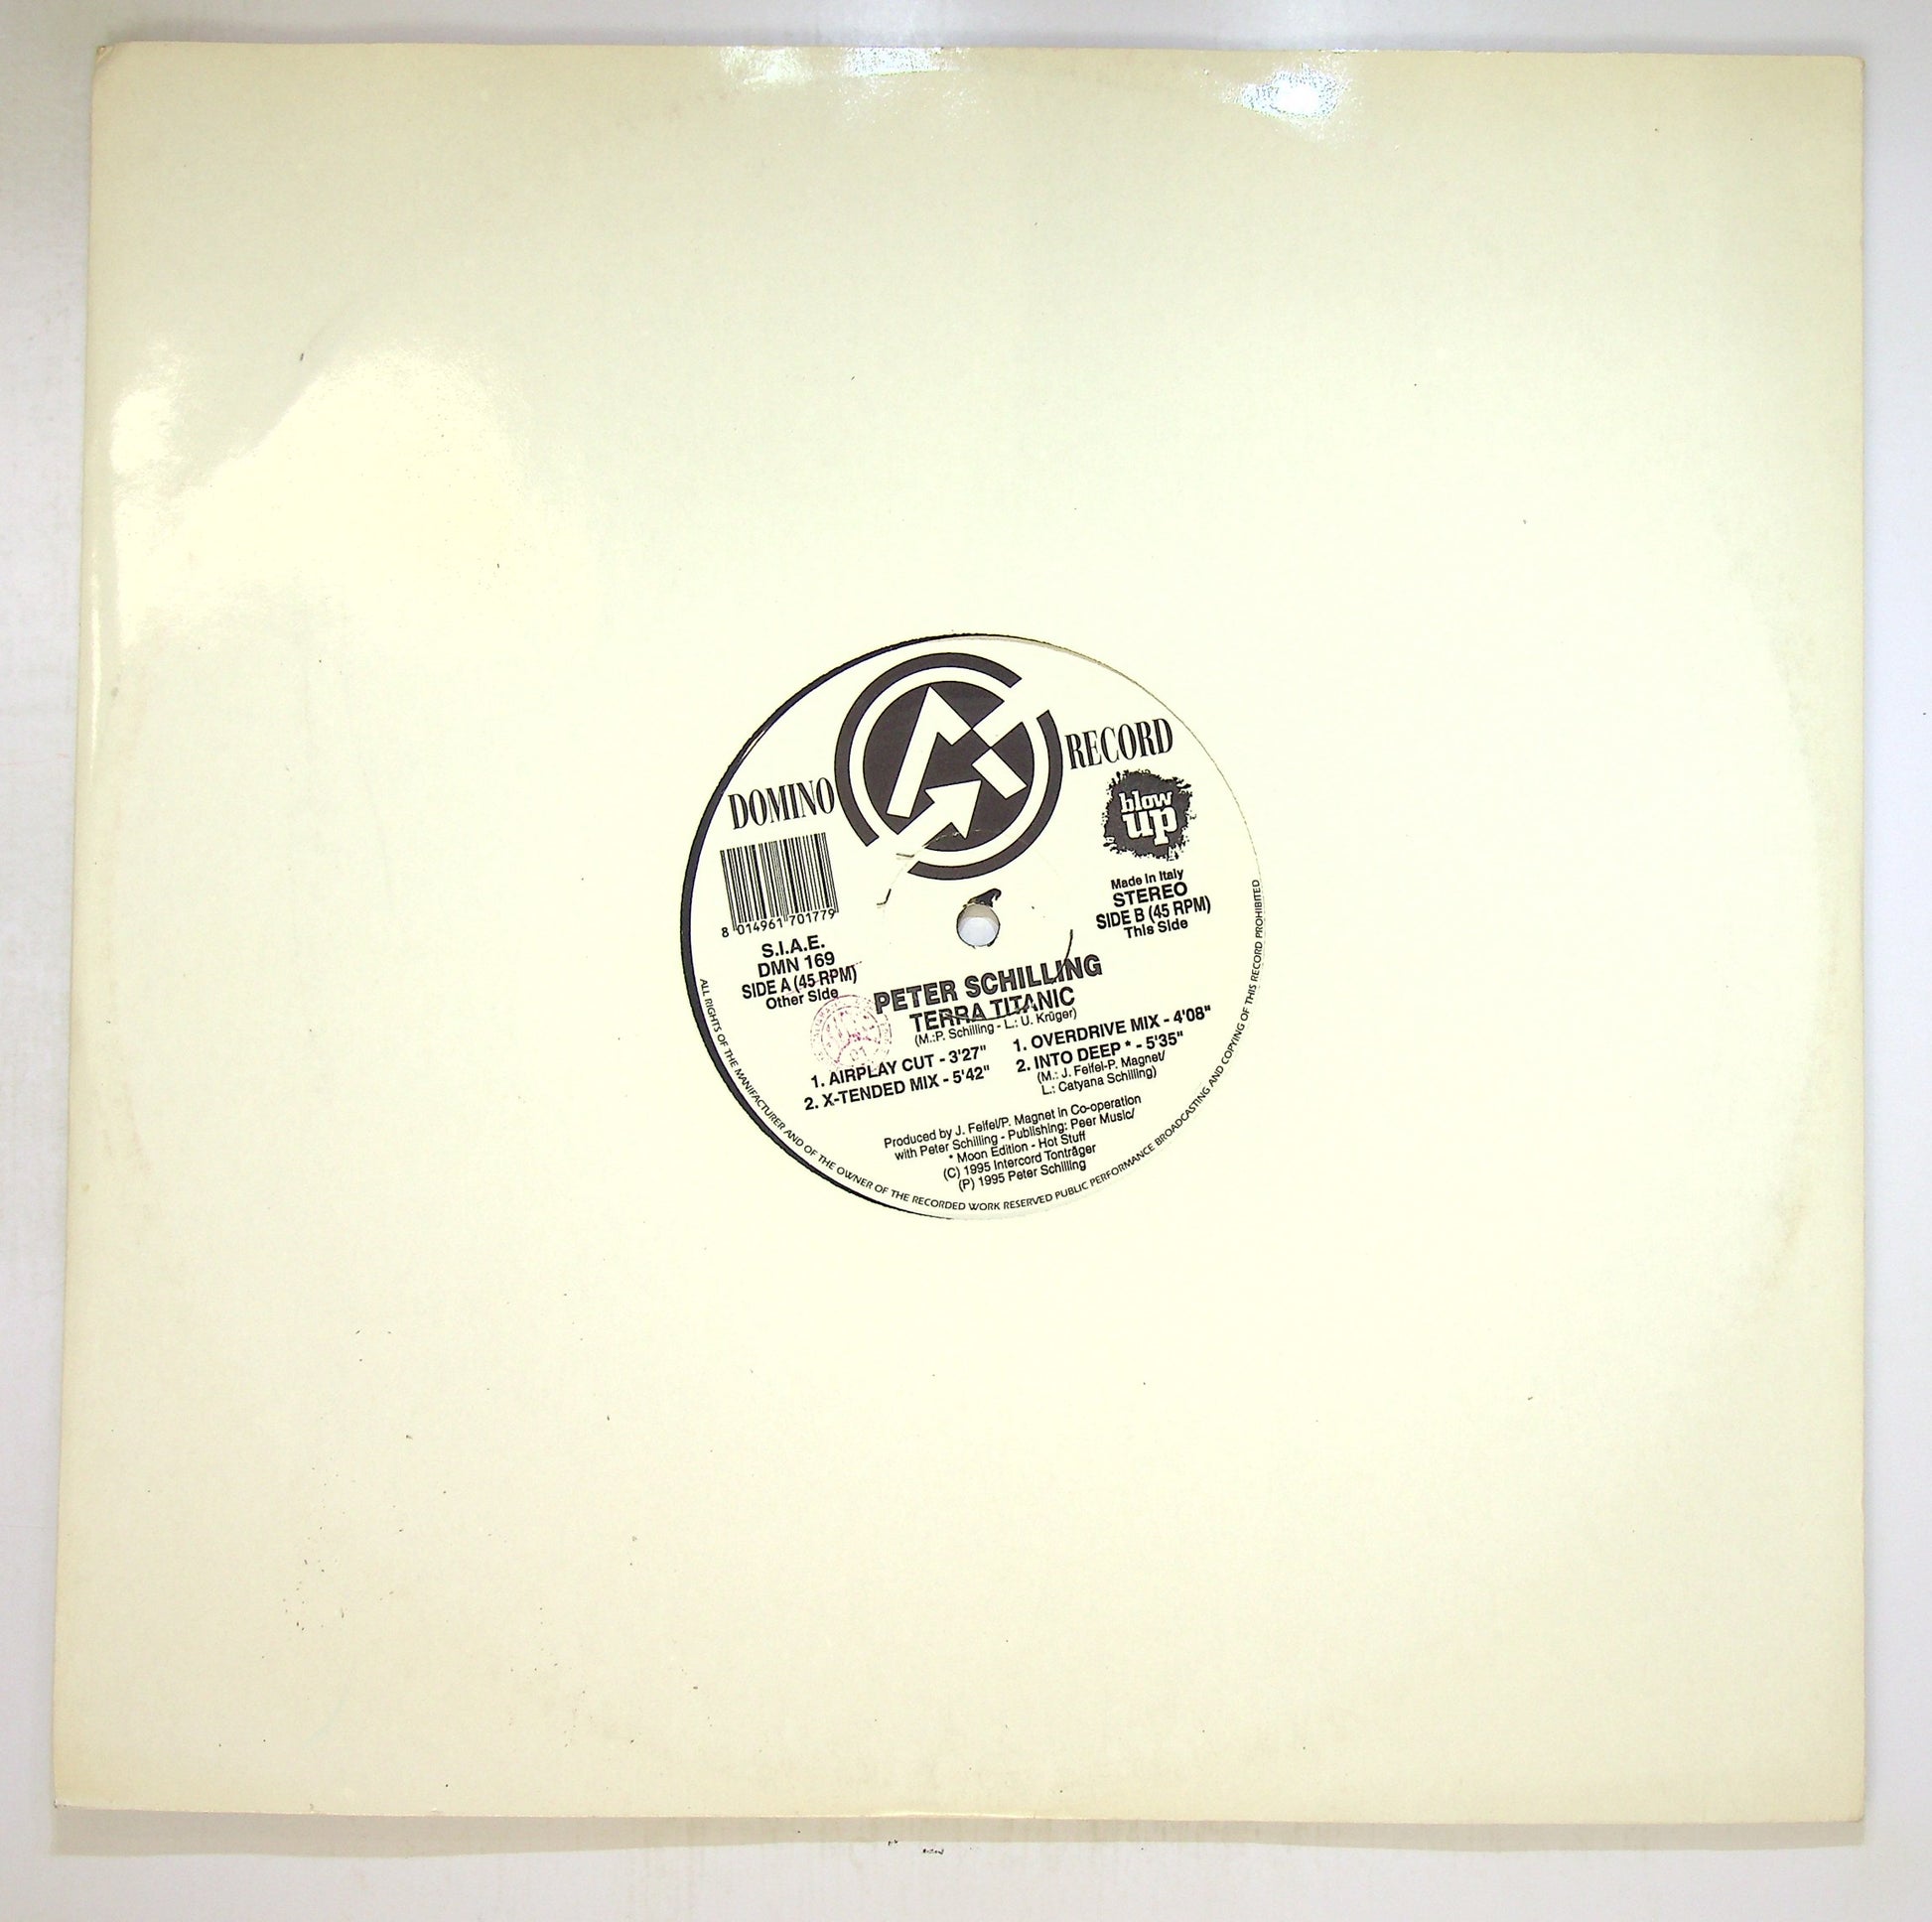 DOMINO
RECORD
blow
up
8 014961 701779
S.I.A.E.
DMN 169
SIDE A (45 RPM)
Other Side
Made in Italy
STEREO
SIDE B (45 RPM)
This Side
PETER SCHILLING
TERRA TITANIC
(M.:P. Schilling - L.: U. Krüger)
1. AIRPLAY CUT - 3'27"
2. X-TENDED MIX - 5'42"
1. OVERDRIVE MIX - 4'08"
2. INTO DEEP * - 5'35"
(M.: J. Feifel-P. Magnet/
L.: Catyana Schilling)
Produced by J. Feifel/P. Magnet in Co-operation
with Peter Schilling - Publishing: Peer Music/
* Moon Edition - Hot Stuff
(C) 1995 Intercord Tonträger
(P) 1995 Peter Schilling
ALL RIGHTS OF THE MANIFACTURER AND OF THE OWNER OF THE RECORDED WORK RESERVED PUBLIC PERFORMANCE BROADCASTING AND COPYING OF THIS RECORD PROHIBITED